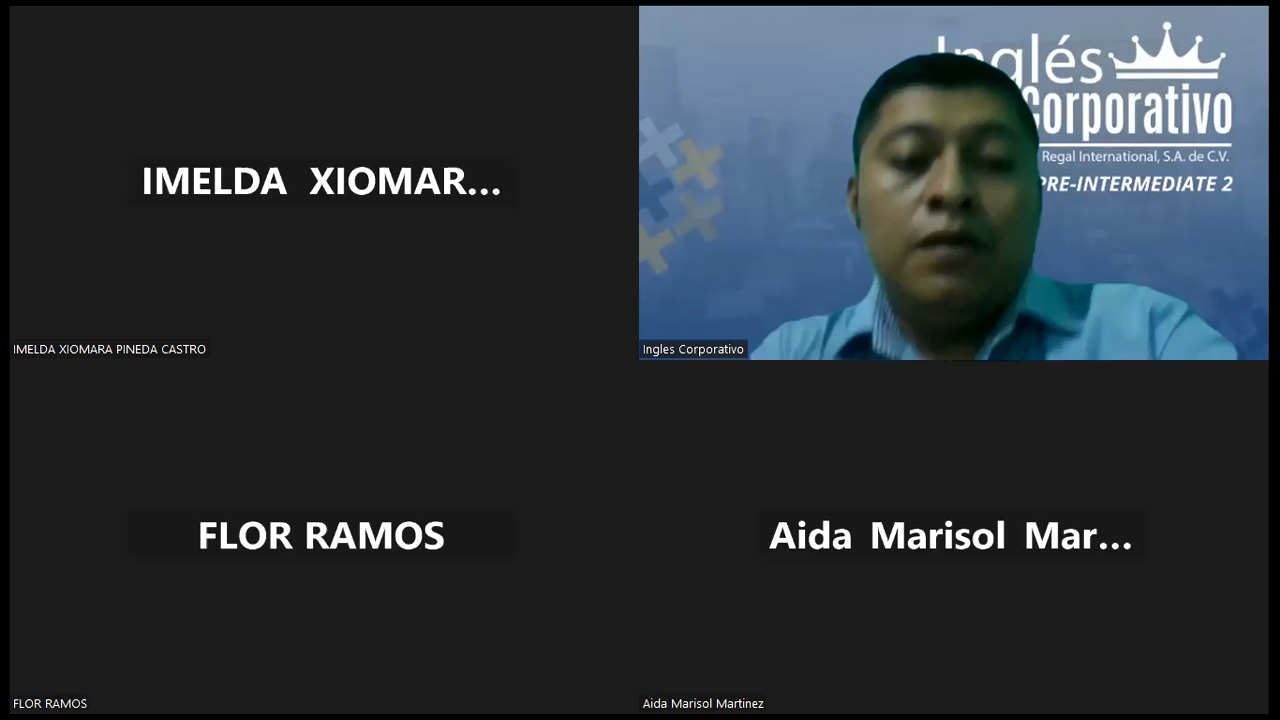 IMELDA XIOMAR...
IMELDA XIOMARA PINEDA CASTRO
Inglés
Corporativo
Regal International, S.A. de C.V.
PRE-INTERMEDIATE 2
Ingles Corporativo
FLOR RAMOS
FLOR RAMOS
Aida Marisol Mar...
Aida Marisol Martinez